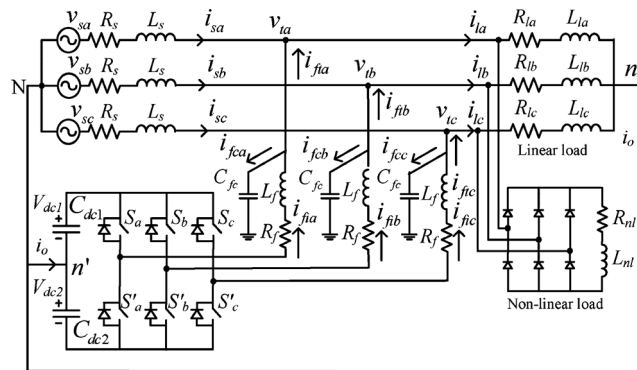 v_sa R_s L_s i_sa v_ta i_la R_la L_la
i_fta
N v_sb R_s L_s i_sb v_tb i_lb R_lb L_lb n
i_ftb
v_sc R_s L_s i_sc v_tc i_lc R_lc L_lc i_o
Linear load
i_fca i_fcb i_fcc
C_fc L_f C_fc L_f C_fc L_f i_ftc
i_fia i_fib i_fic
R_f R_f R_f
V_dc1 + C_dc1 S_a S_b S_c
−
i_o n'
V_dc2 + C_dc2 S'_a S'_b S'_c
−
R_nl
L_nl
Non-linear load